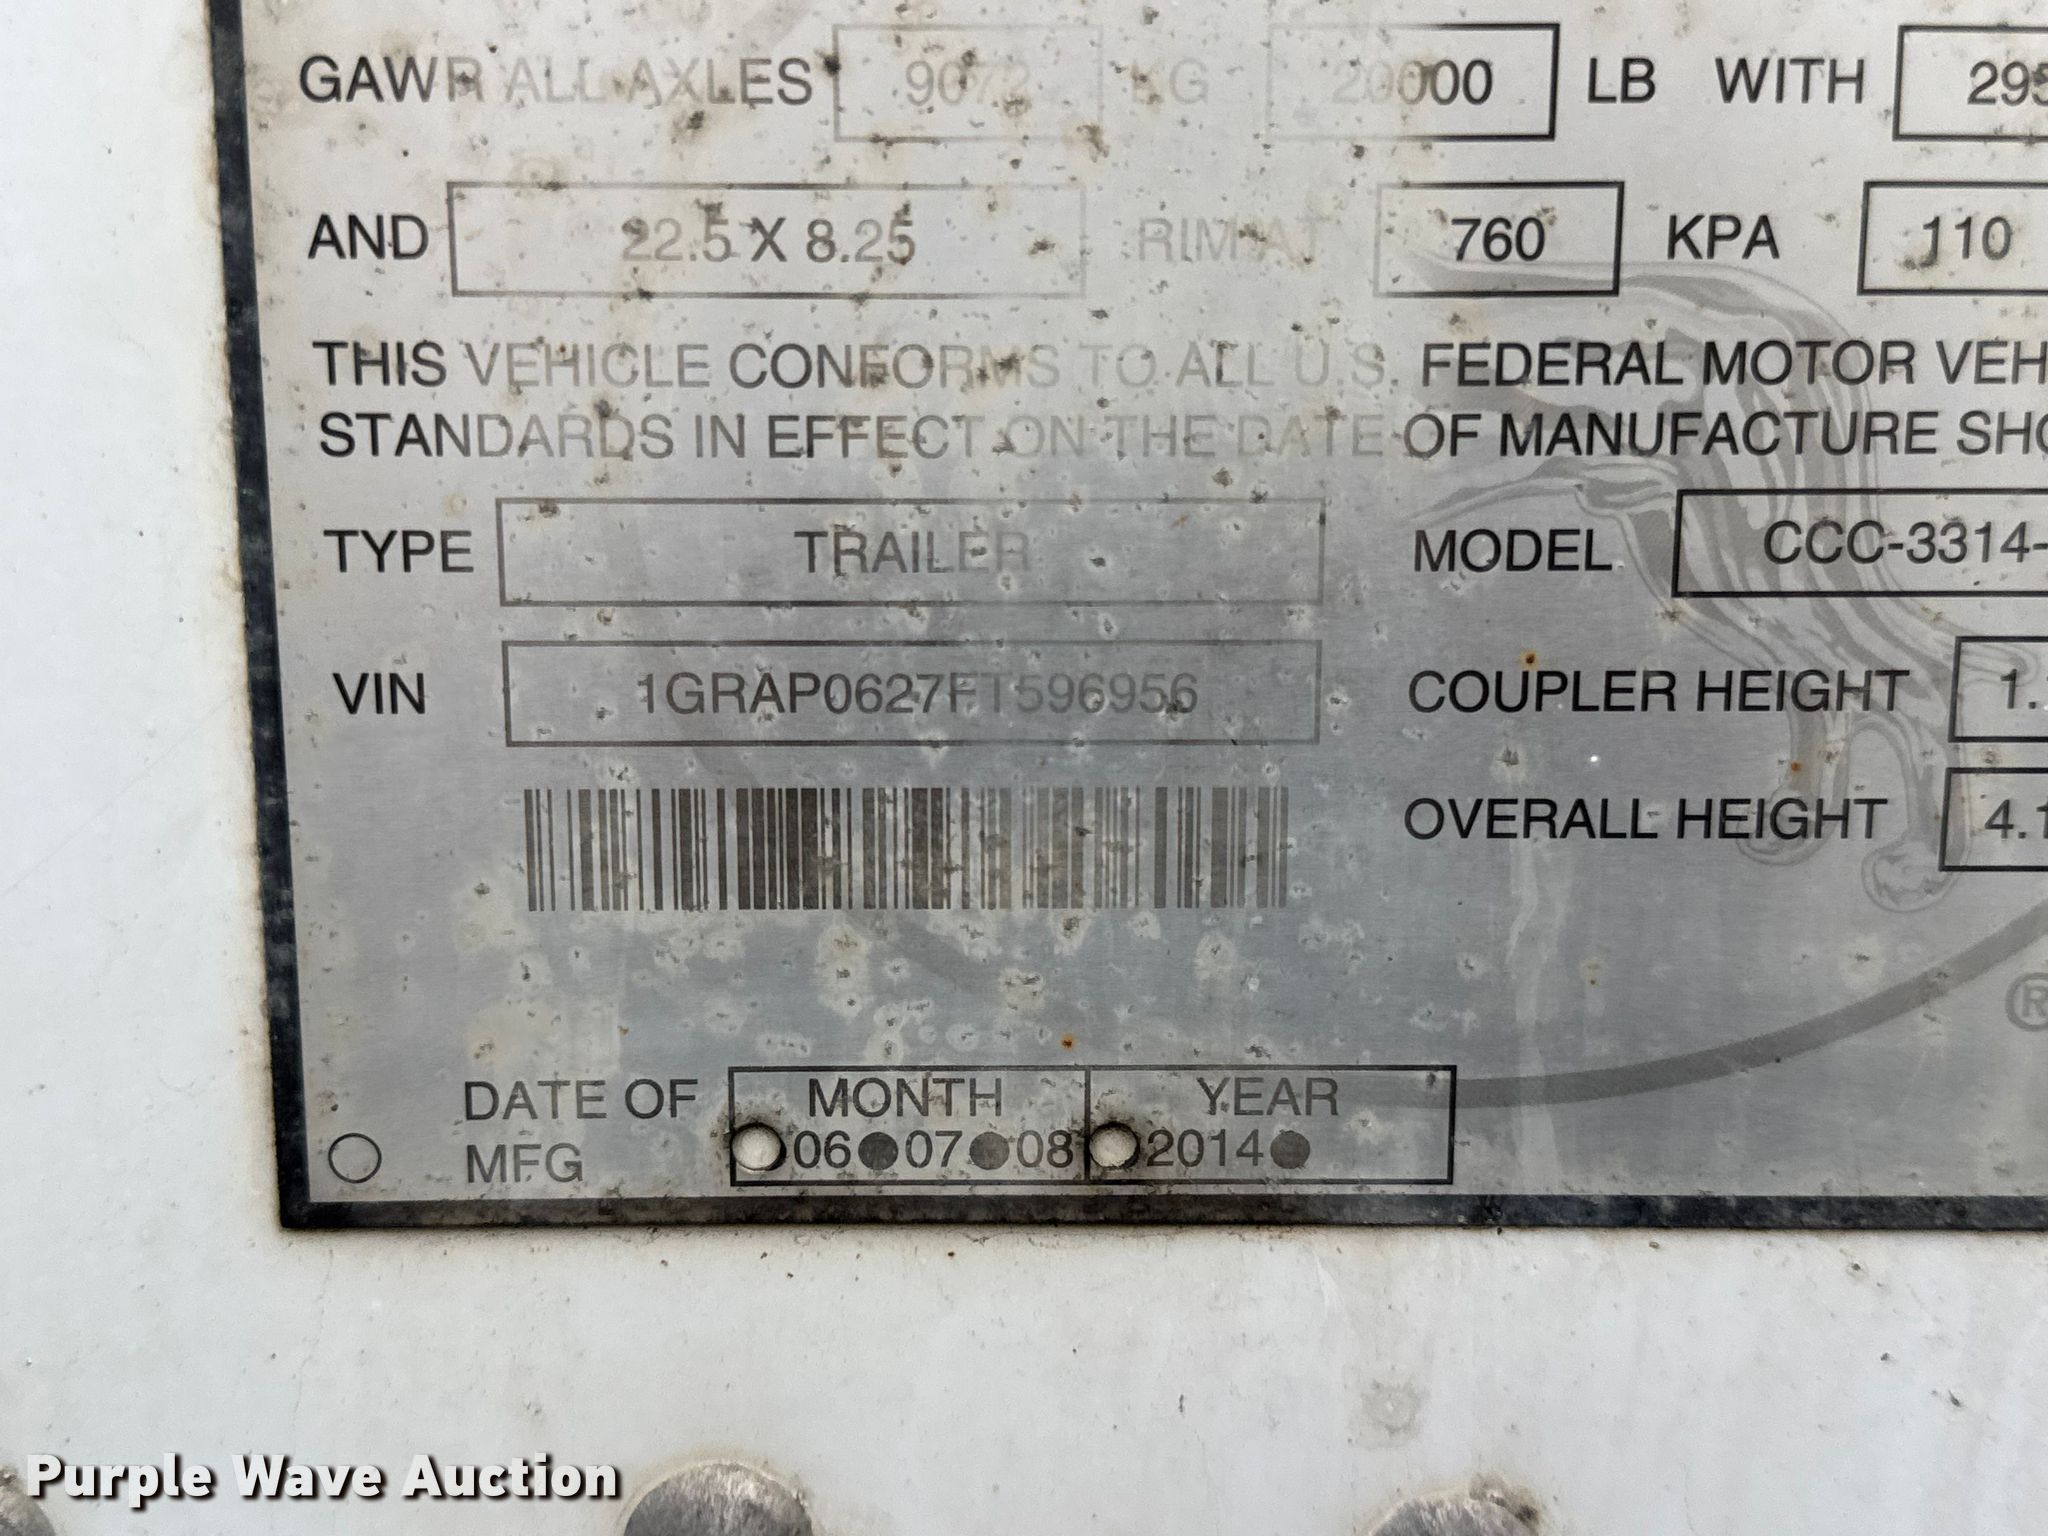 GAWR ALL AXLES 9072 KG 20000 LB WITH 295
AND 22.5 X 8.25 RIM AT 760 KPA 110
THIS VEHICLE CONFORMS TO ALL U.S. FEDERAL MOTOR VEH
STANDARDS IN EFFECT ON THE DATE OF MANUFACTURE SHO
TYPE TRAILER MODEL CCC-3314-
VIN 1GRAP0627FT596956 COUPLER HEIGHT 1.
OVERALL HEIGHT 4.1
®
DATE OF MONTH YEAR
MFG 06 07 08 2014
Purple Wave Auction